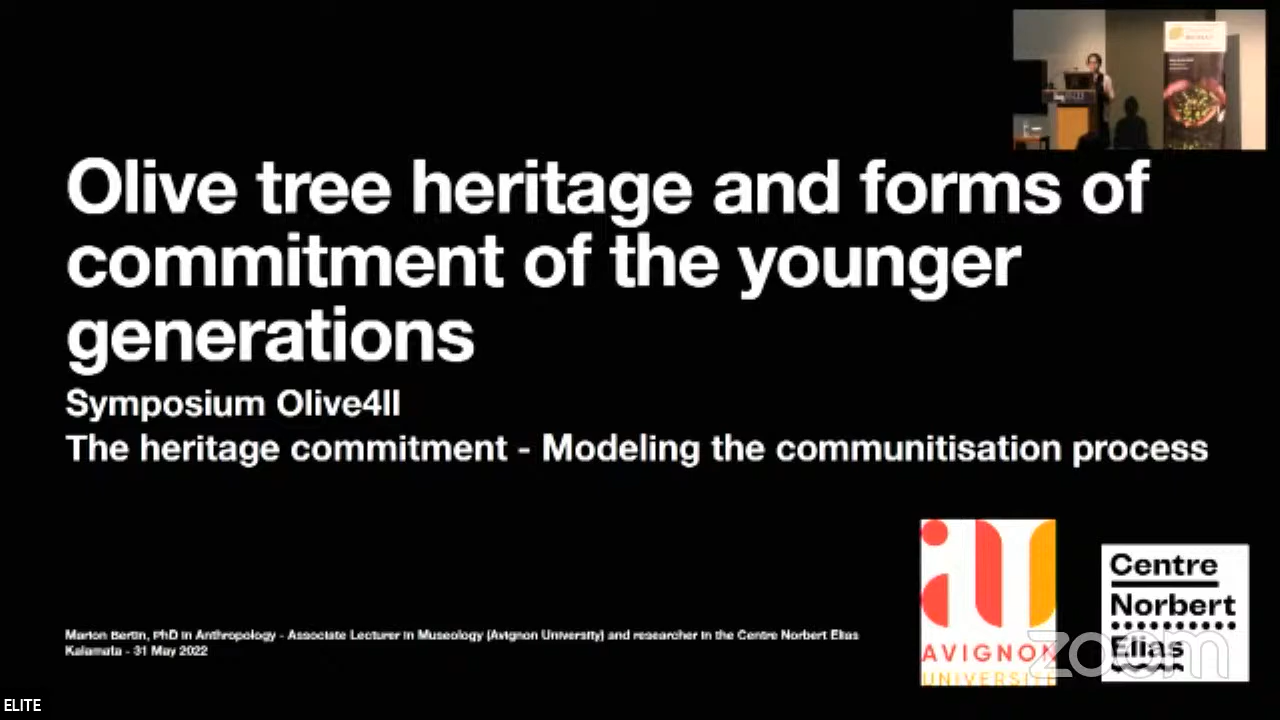 Olive tree heritage and forms of
commitment of the younger
generations
Symposium Olive4ll
The heritage commitment - Modeling the communitisation process
Marion Bertin, PhD in Anthropology - Associate Lecturer in Museology (Avignon University) and researcher in the Centre Norbert Elias
Kalamata - 31 May 2022
au
AVIGNON
UNIVERSITÉ
Centre
Norbert
Elias
zoom
ELITE